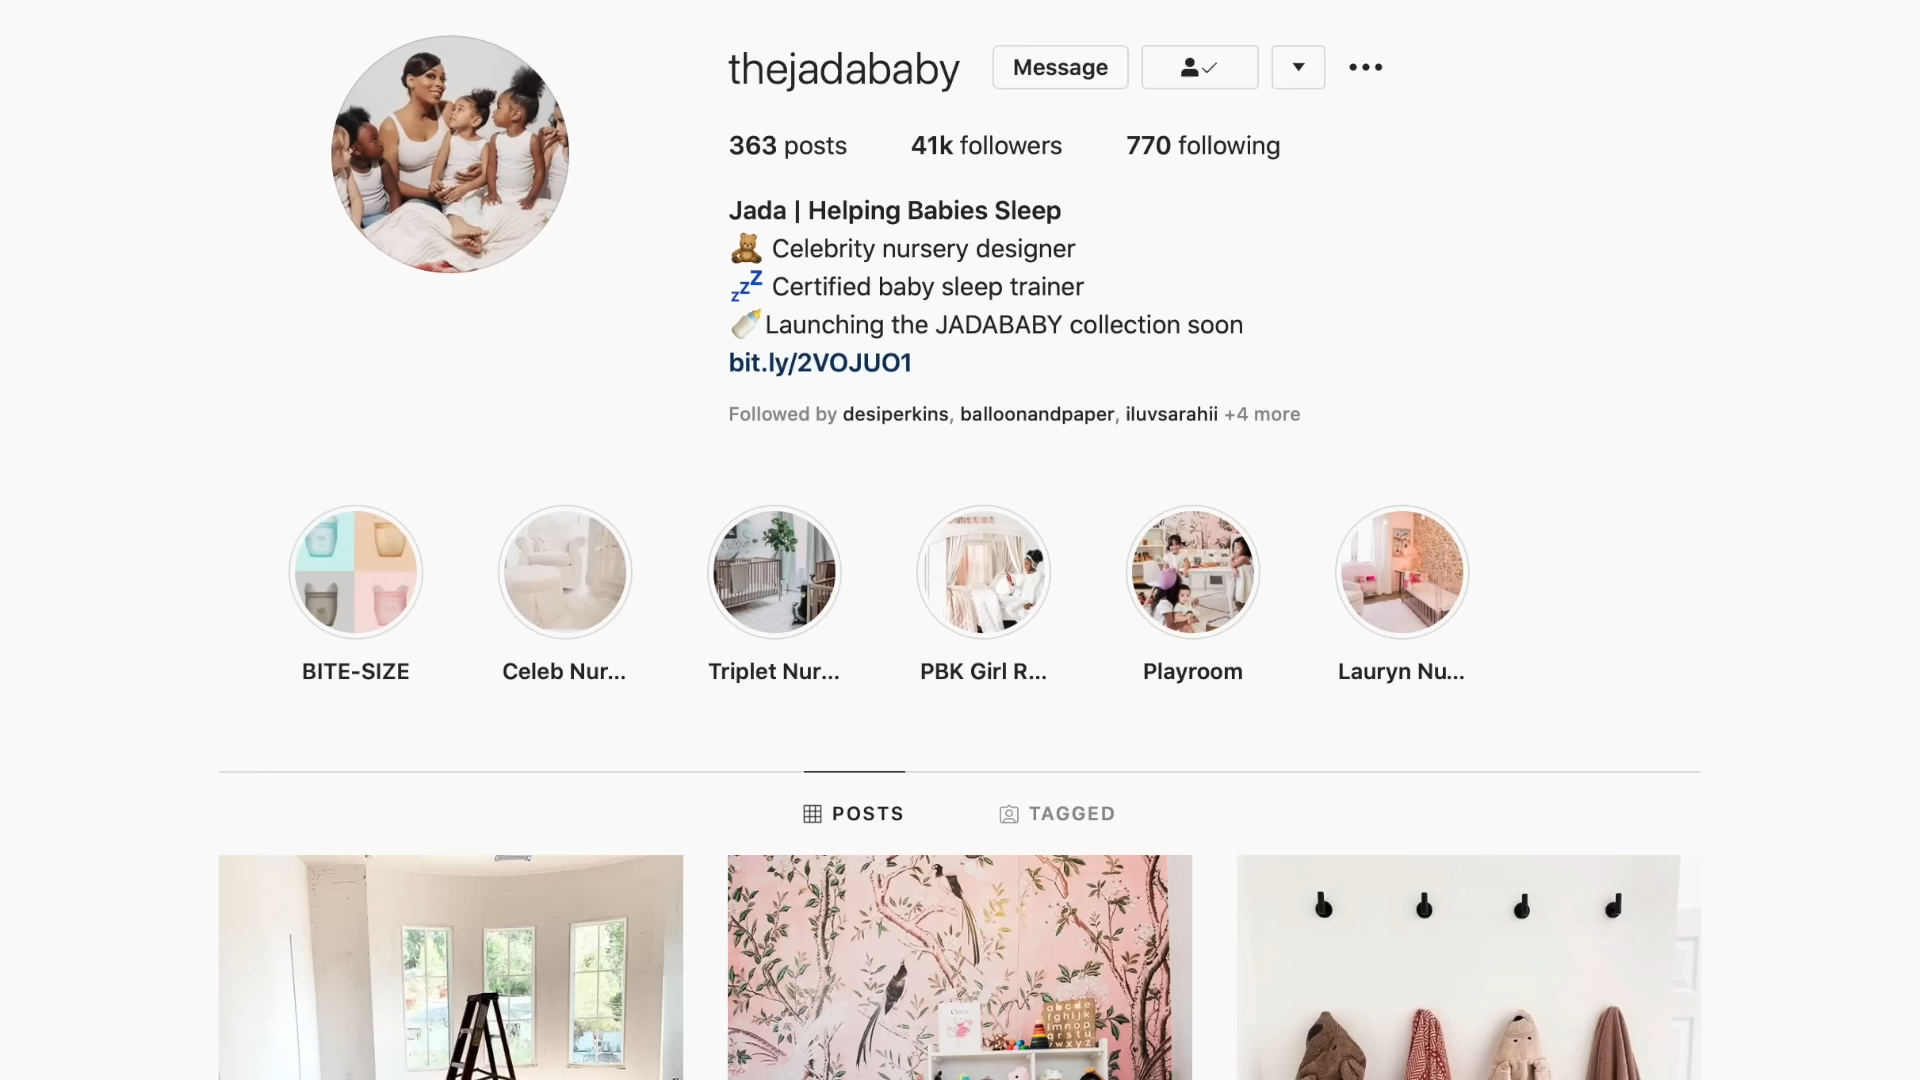 thejadababy Message
363 posts 41k followers 770 following
Jada | Helping Babies Sleep
🧸 Celebrity nursery designer
💤 Certified baby sleep trainer
🍼Launching the JADABABY collection soon
bit.ly/2VOJUO1
Followed by desiperkins, balloonandpaper, iluvsarahii +4 more
BITE-SIZE Celeb Nur... Triplet Nur... PBK Girl R... Playroom Lauryn Nu...
POSTS TAGGED
a b c d e
f g h i j k
l m n o p
q r s t u
v w x y z